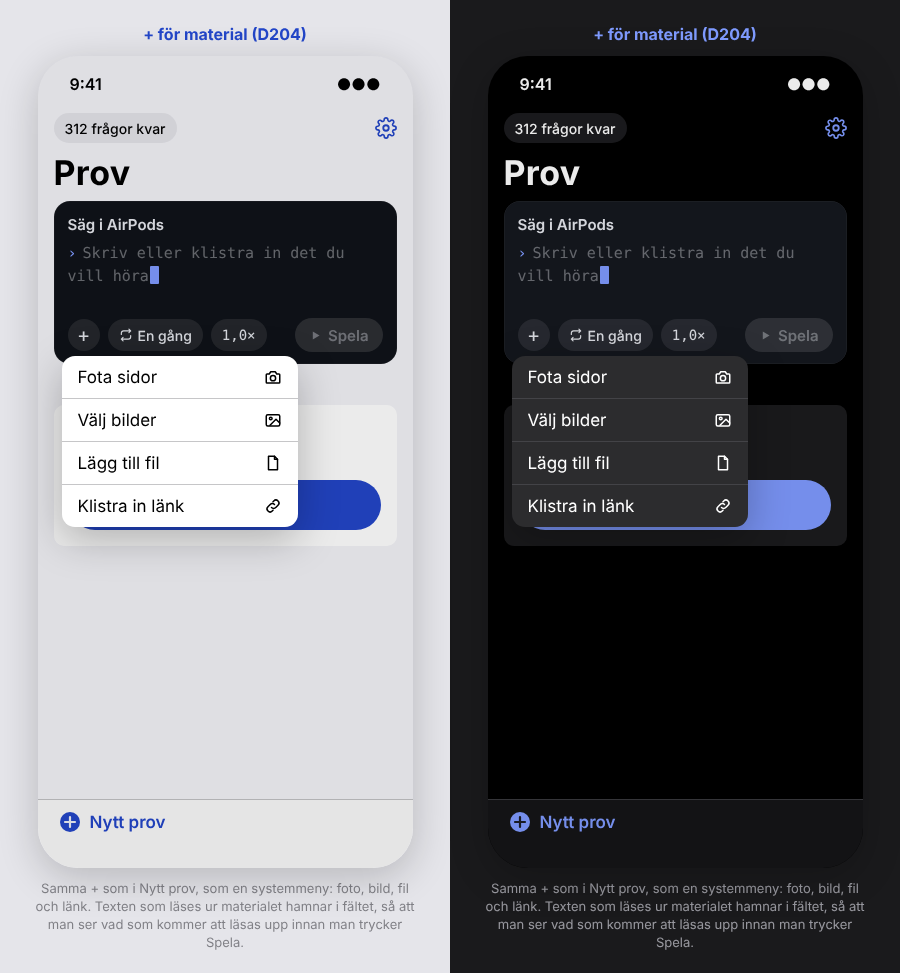 + för material (D204)
9:41
312 frågor kvar
Prov
Säg i AirPods
› Skriv eller klistra in det du
vill höra
+ En gång 1,0× Spela
Fota sidor
Välj bilder
Lägg till fil
Klistra in länk
Nytt prov
Samma + som i Nytt prov, som en systemmeny: foto, bild, fil
och länk. Texten som läses ur materialet hamnar i fältet, så att
man ser vad som kommer att läsas upp innan man trycker
Spela.
+ för material (D204)
9:41
312 frågor kvar
Prov
Säg i AirPods
› Skriv eller klistra in det du
vill höra
+ En gång 1,0× Spela
Fota sidor
Välj bilder
Lägg till fil
Klistra in länk
Nytt prov
Samma + som i Nytt prov, som en systemmeny: foto, bild, fil
och länk. Texten som läses ur materialet hamnar i fältet, så att
man ser vad som kommer att läsas upp innan man trycker
Spela.